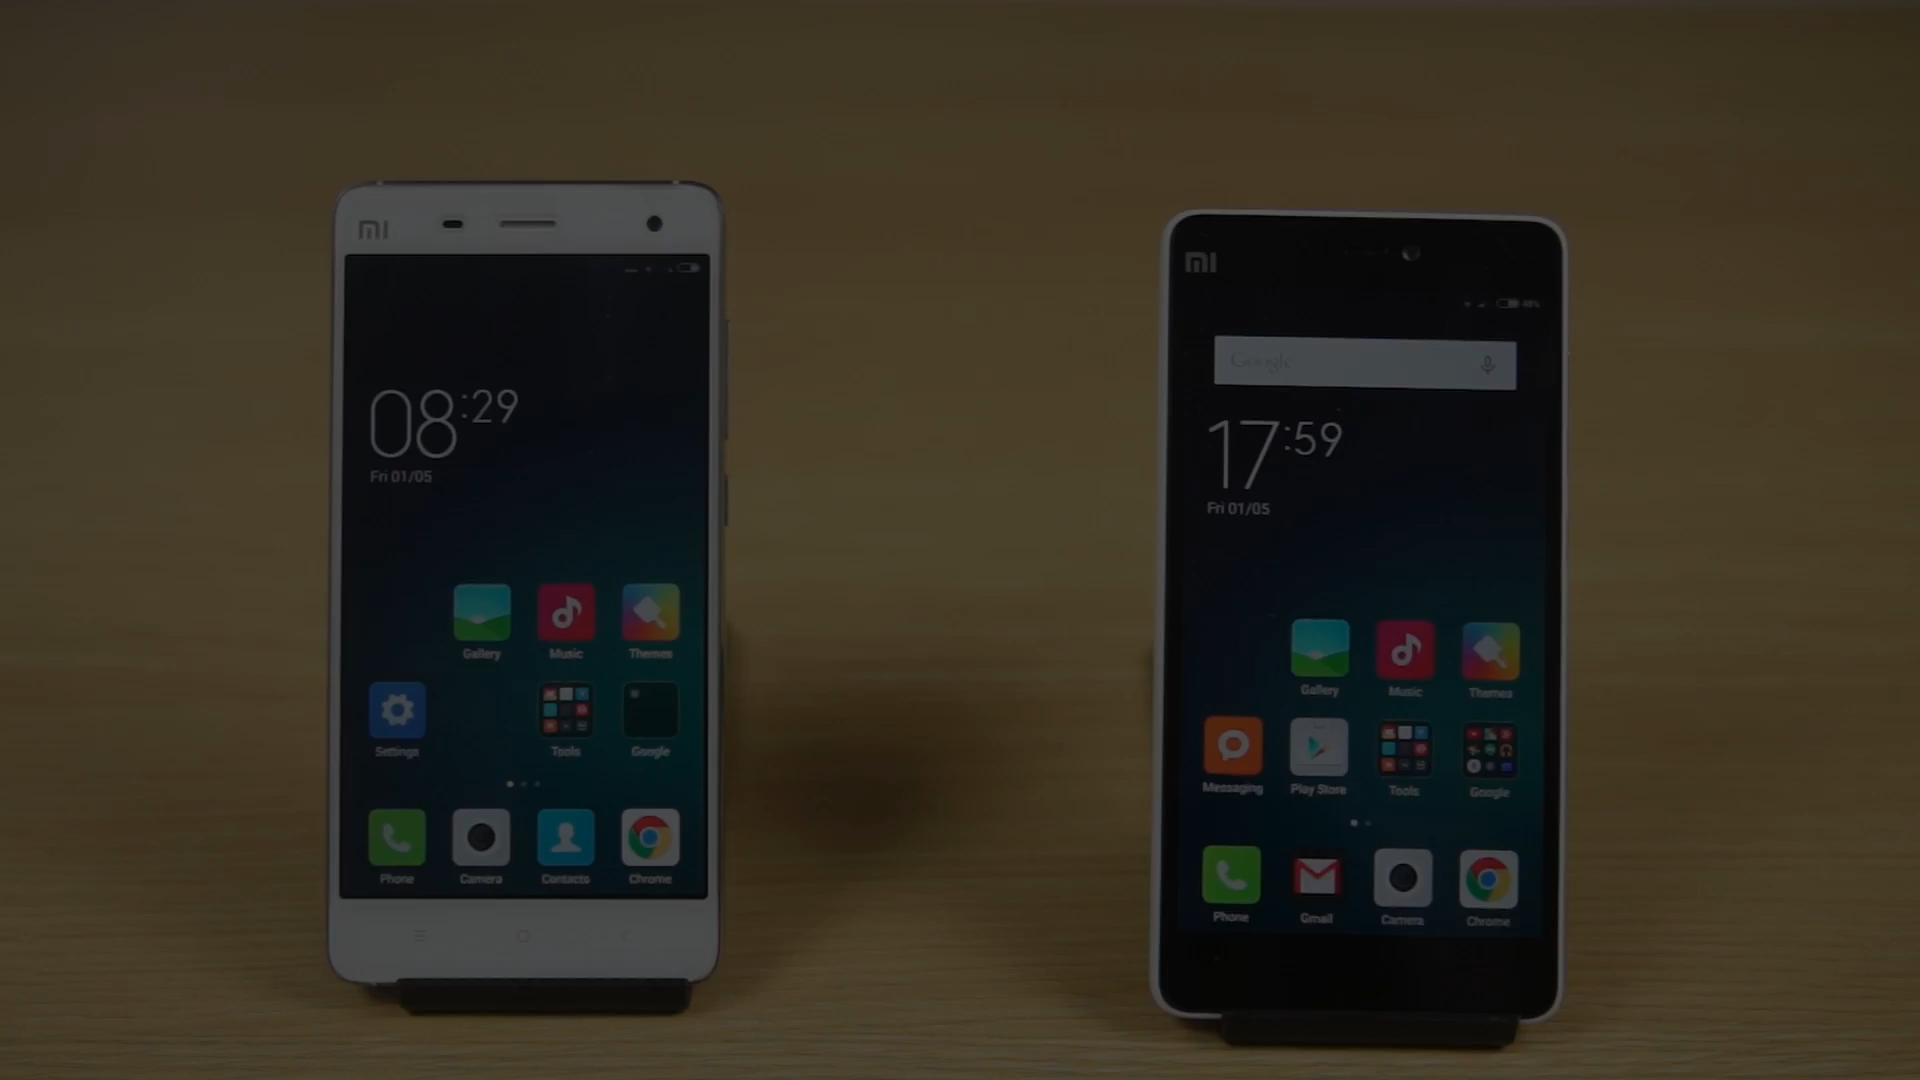 MI
08:29
Fri 01/05
Gallery
Music
Themes
Settings
Tools
Google
Phone
Camera
Contacts
Chrome
MI
48%
Google
17:59
Fri 01/05
Gallery
Music
Themes
Messaging
Play Store
Tools
Google
Phone
Gmail
Camera
Chrome